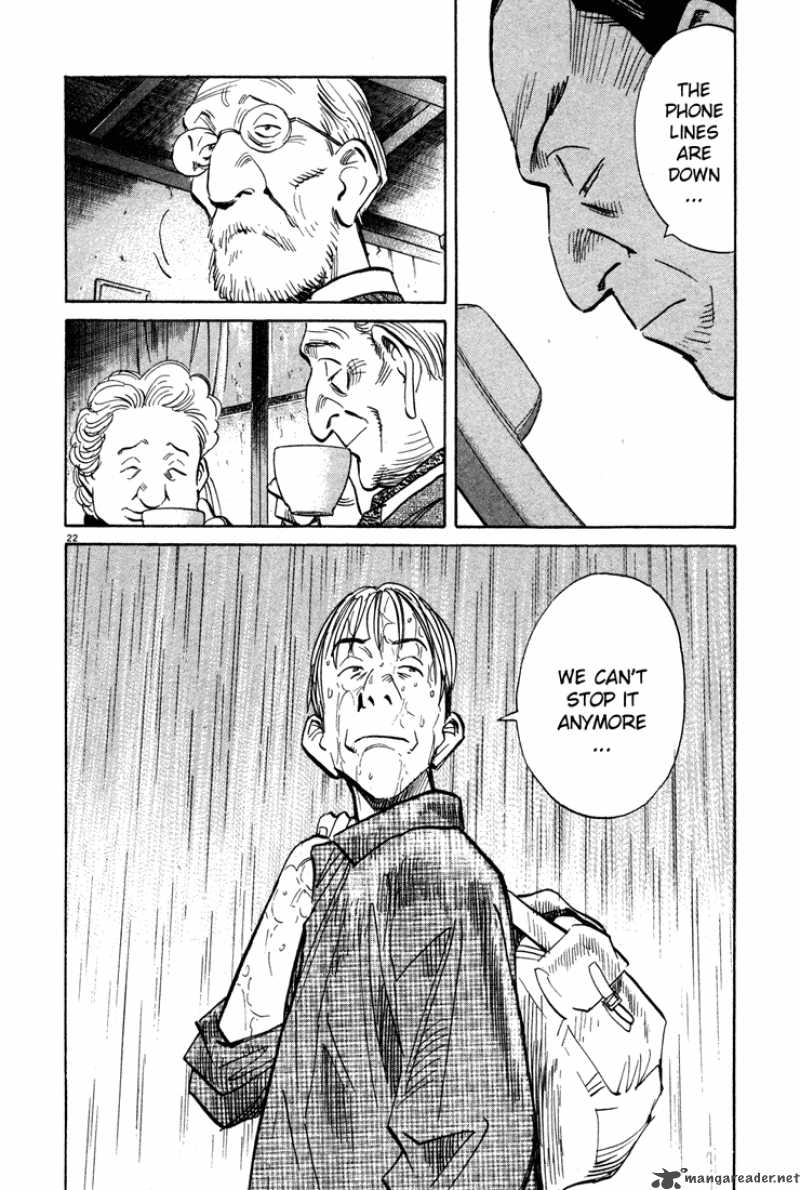 THE
PHONE
LINES
ARE
DOWN
...
22
WE CAN'T
STOP IT
ANYMORE
...
mangareader.net